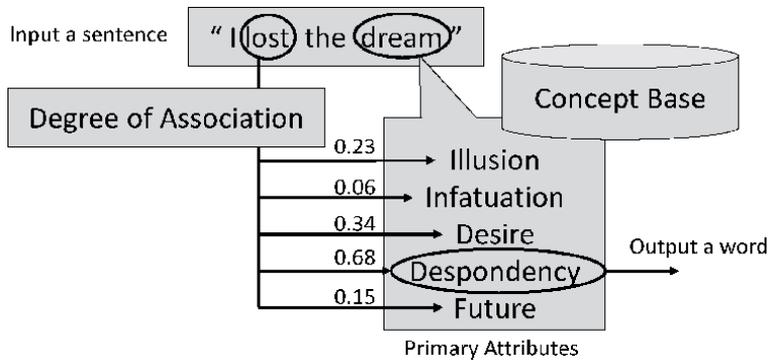 Input a sentence
“ I lost the dream ”
Concept Base
Degree of Association
0.23
Illusion
0.06
Infatuation
0.34
Desire
0.68
Despondency
Output a word
0.15
Future
Primary Attributes